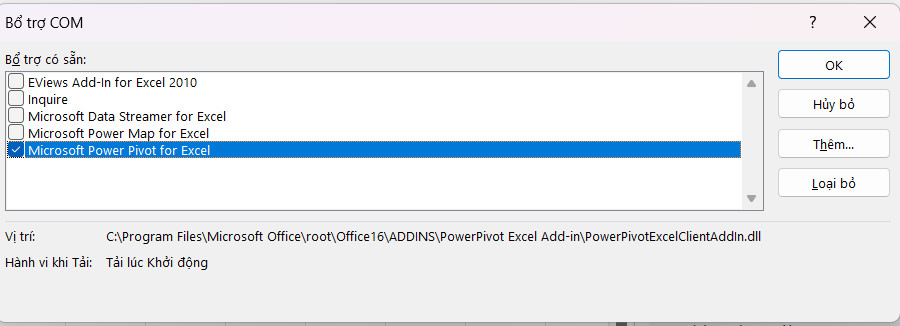 Bổ trợ COM
?
Bổ trợ có sẵn:
EViews Add-In for Excel 2010
Inquire
Microsoft Data Streamer for Excel
Microsoft Power Map for Excel
Microsoft Power Pivot for Excel
OK
Hủy bỏ
Thêm...
Loại bỏ
Vị trí: C:\Program Files\Microsoft Office\root\Office16\ADDINS\PowerPivot Excel Add-in\PowerPivotExcelClientAddIn.dll
Hành vi khi Tải: Tải lúc Khởi động